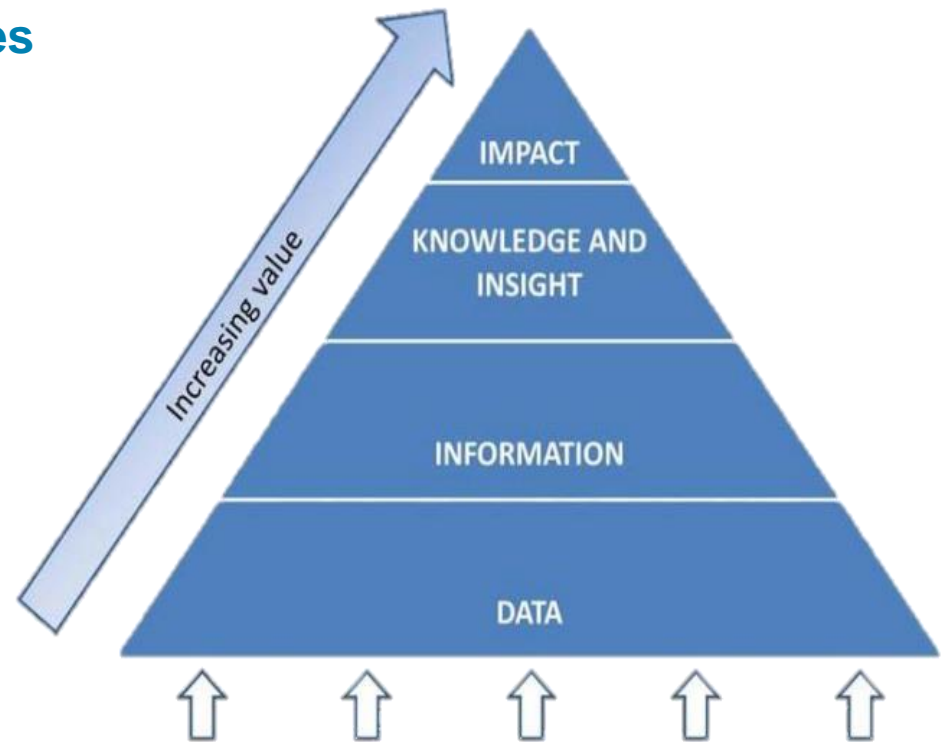 es
IMPACT
KNOWLEDGE AND
INSIGHT
Increasing value
INFORMATION
DATA